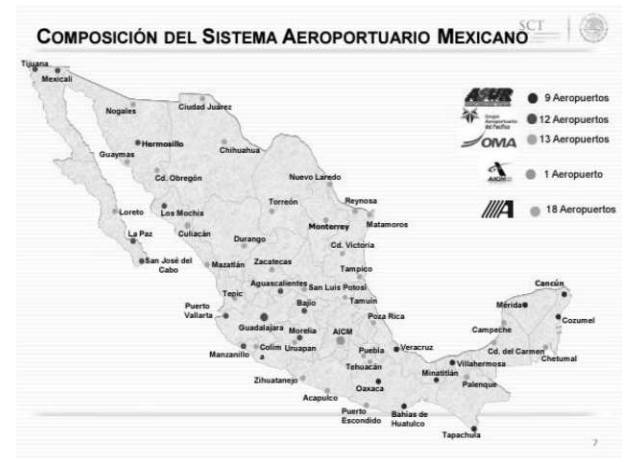 SCT
COMPOSICIÓN DEL SISTEMA AEROPORTUARIO MEXICANO
ASUR
9 Aeropuertos
Grupo
Aeroportuario
del Pacífico
12 Aeropuertos
OMA
13 Aeropuertos
AICM
1 Aeropuerto
18 Aeropuertos
Tijuana
Mexicali
Nogales
Ciudad Juárez
Hermosillo
Chihuahua
Guaymas
Cd. Obregón
Nuevo Laredo
Loreto
Los Mochis
Torreón
Reynosa
Monterrey
Matamoros
La Paz
Culiacán
Durango
Cd. Victoria
San José del
Cabo
Mazatlán
Zacatecas
Tampico
Aguascalientes
San Luis Potosí
Tepic
Bajío
Tamuín
Cancún
Mérida
Puerto
Vallarta
Poza Rica
Cozumel
Guadalajara
Morelia
AICM
Campeche
Manzanillo
Colim
a
Uruapan
Puebla
Veracruz
Cd. del Carmen
Chetumal
Tehuacán
Villahermosa
Minatitlán
Zihuatanejo
Oaxaca
Palenque
Acapulco
Puerto
Escondido
Bahías de
Huatulco
Tapachula
7